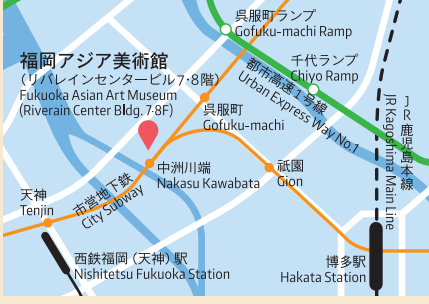 呉服町ランプ
Gofuku-machi Ramp
福岡アジア美術館
（リバレインセンタービル7・8階）
Fukuoka Asian Art Museum
(Riverain Center Bldg. 7·8F)
千代ランプ
Chiyo Ramp
都市高速1号線
Urban Express Way No.1
JR鹿児島本線
JR Kagoshima Main Line
呉服町
Gofuku-machi
中洲川端
Nakasu Kawabata
祇園
Gion
市営地下鉄
City Subway
天神
Tenjin
西鉄福岡（天神）駅
Nishitetsu Fukuoka Station
博多駅
Hakata Station